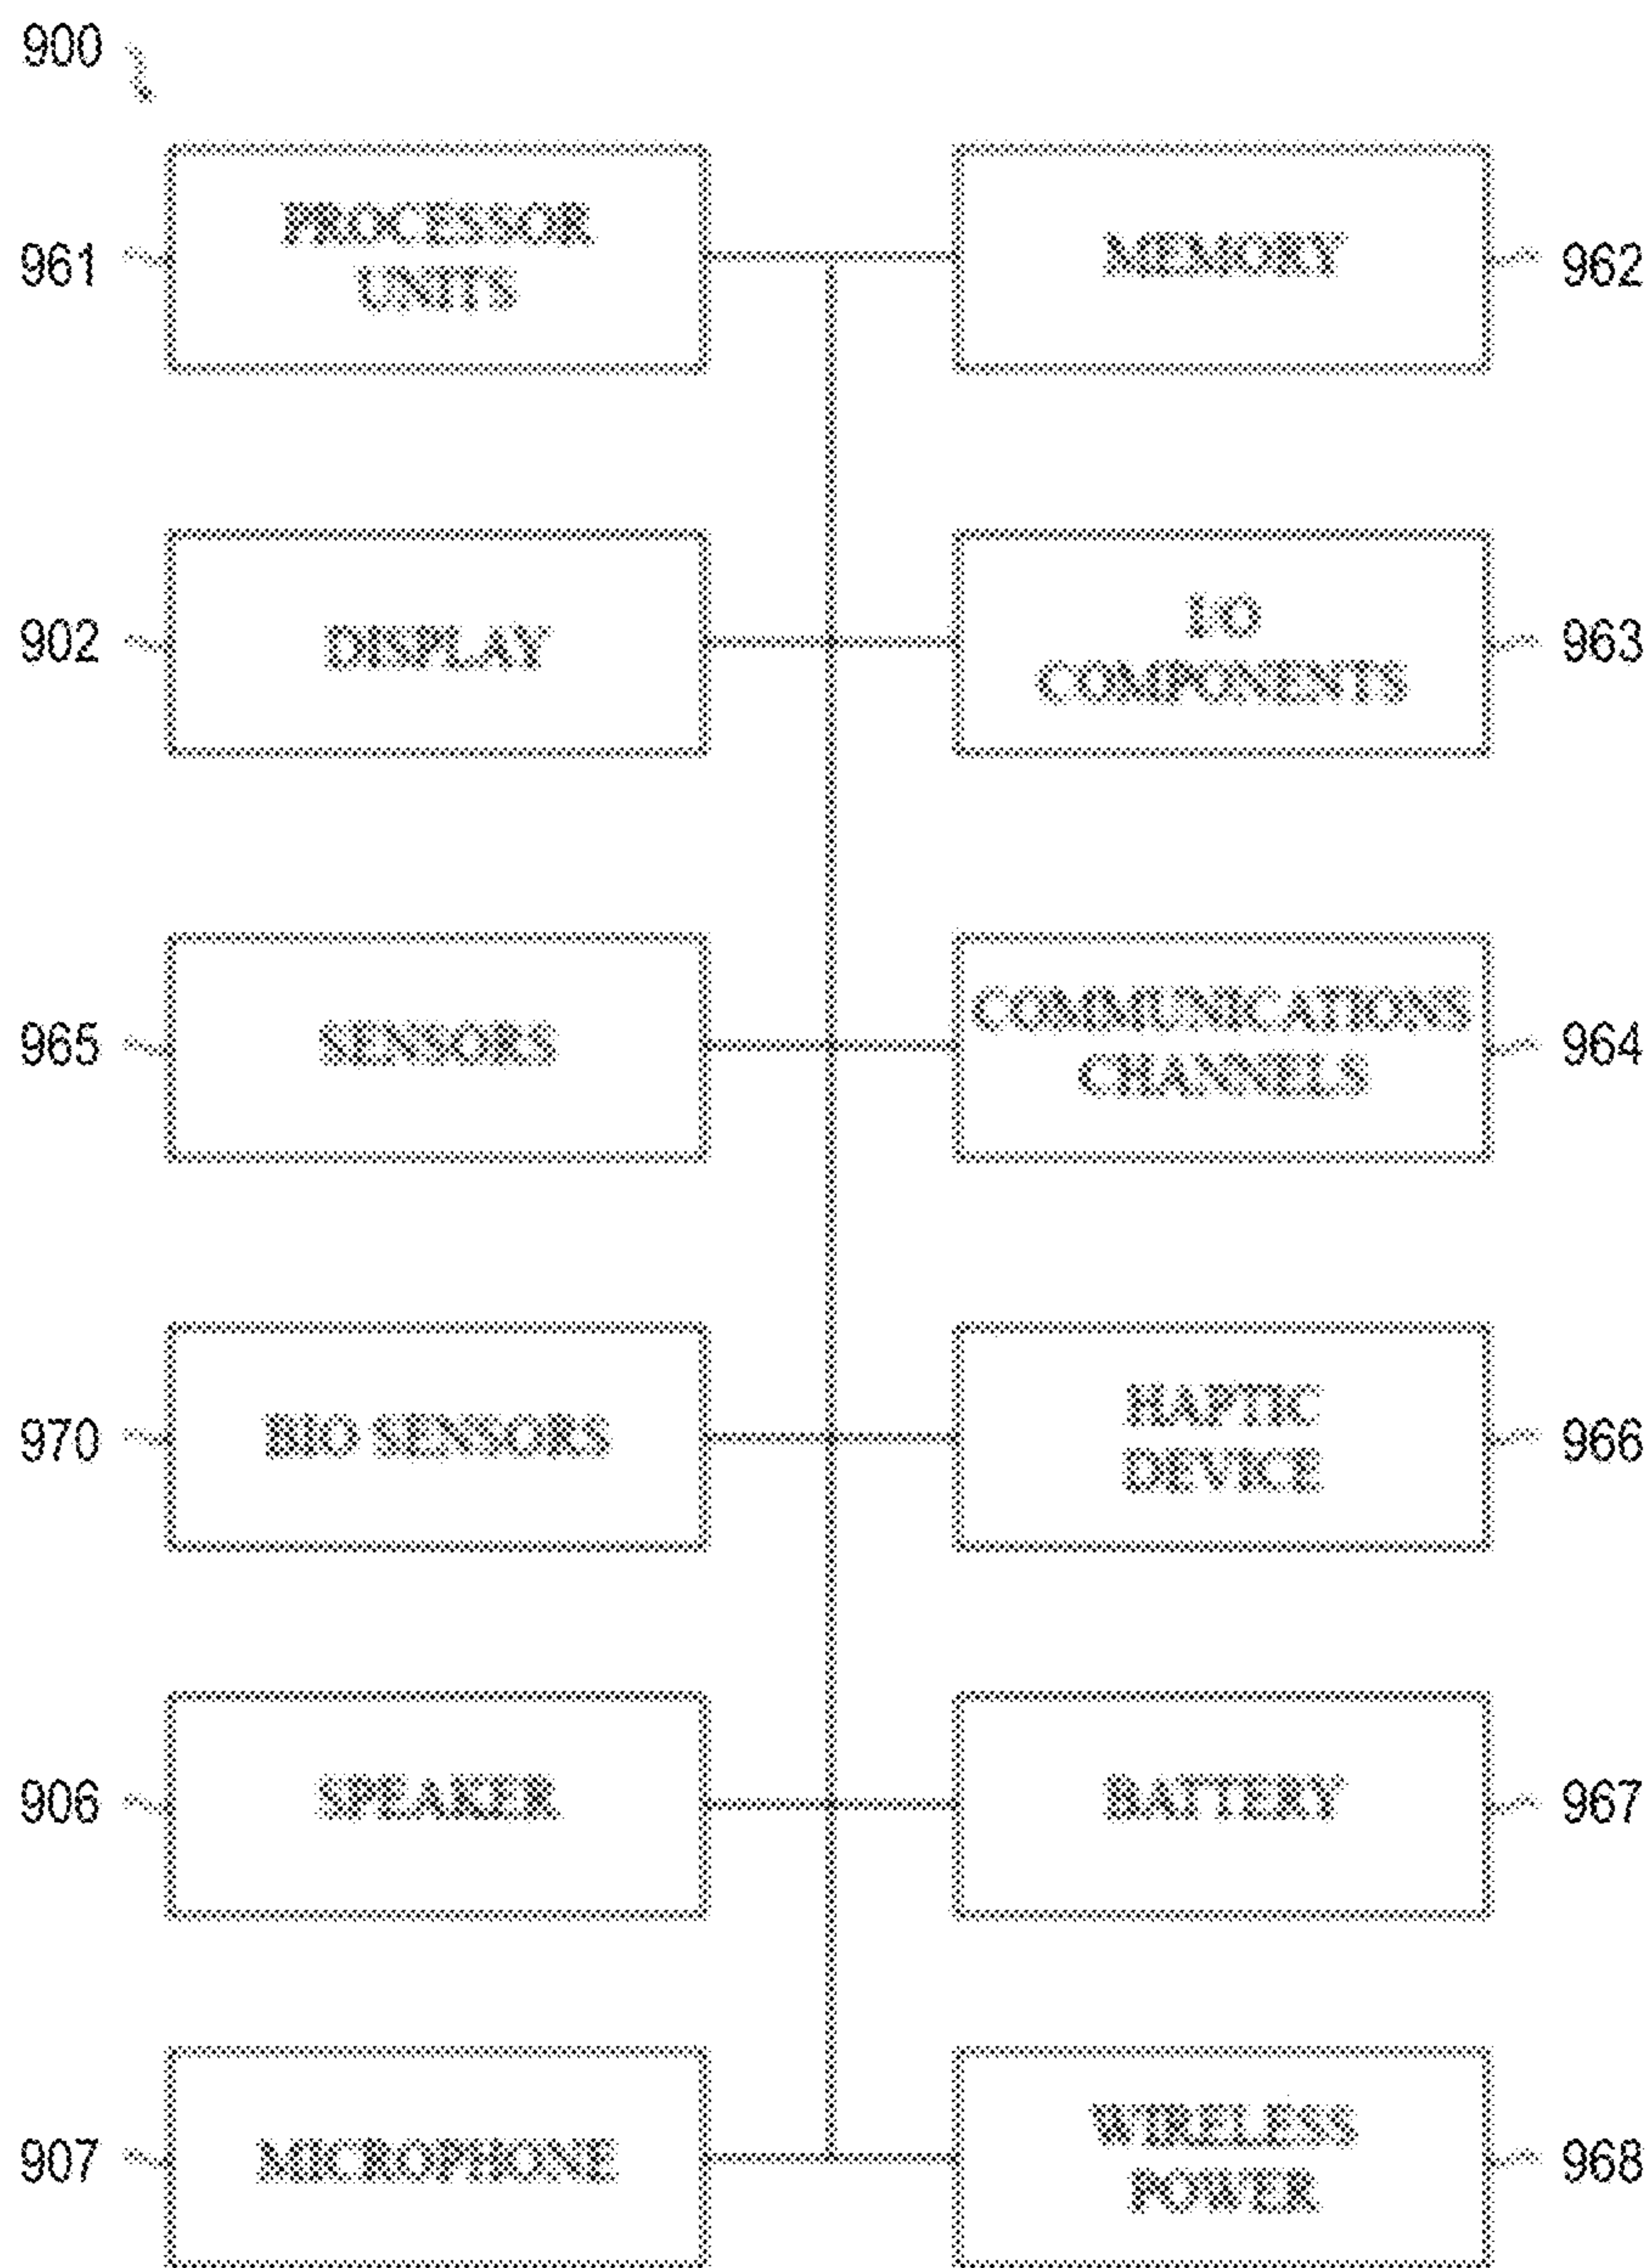 900
961
PROCESSOR
UNITS
MEMORY
962
902
DISPLAY
I/O
COMPONENTS
963
965
SENSORS
COMMUNICATIONS
CHANNELS
964
970
BIO SENSORS
HAPTIC
DEVICE
966
906
SPEAKER
BATTERY
967
907
MICROPHONE
WIRELESS
POWER
968